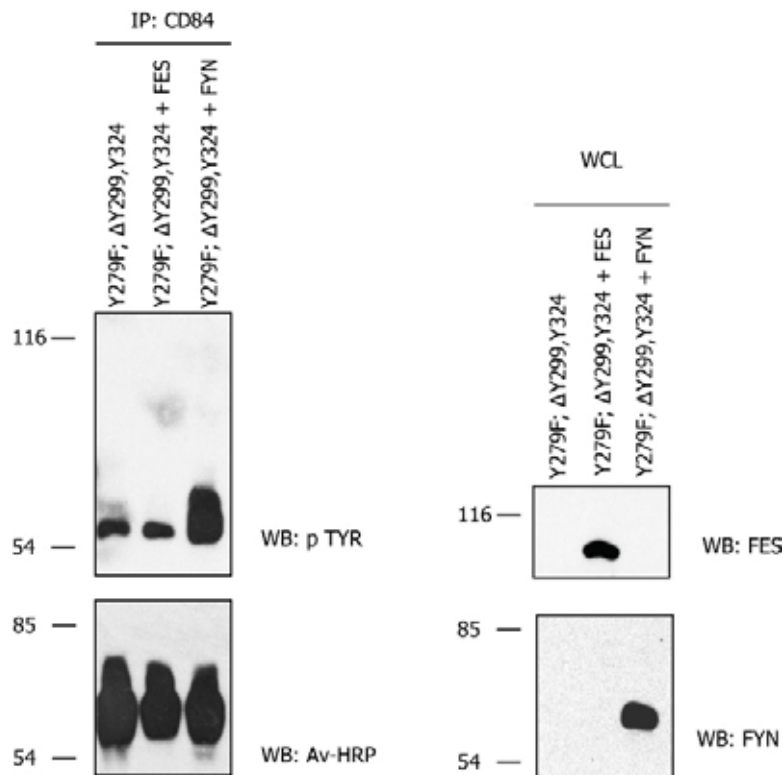 IP: CD84
Y279F; ΔY299,Y324
Y279F; ΔY299,Y324 + FES
Y279F; ΔY299,Y324 + FYN
116
54
WB: p TYR
85
54
WB: Av-HRP
WCL
Y279F; ΔY299,Y324
Y279F; ΔY299,Y324 + FES
Y279F; ΔY299,Y324 + FYN
116
WB: FES
85
54
WB: FYN